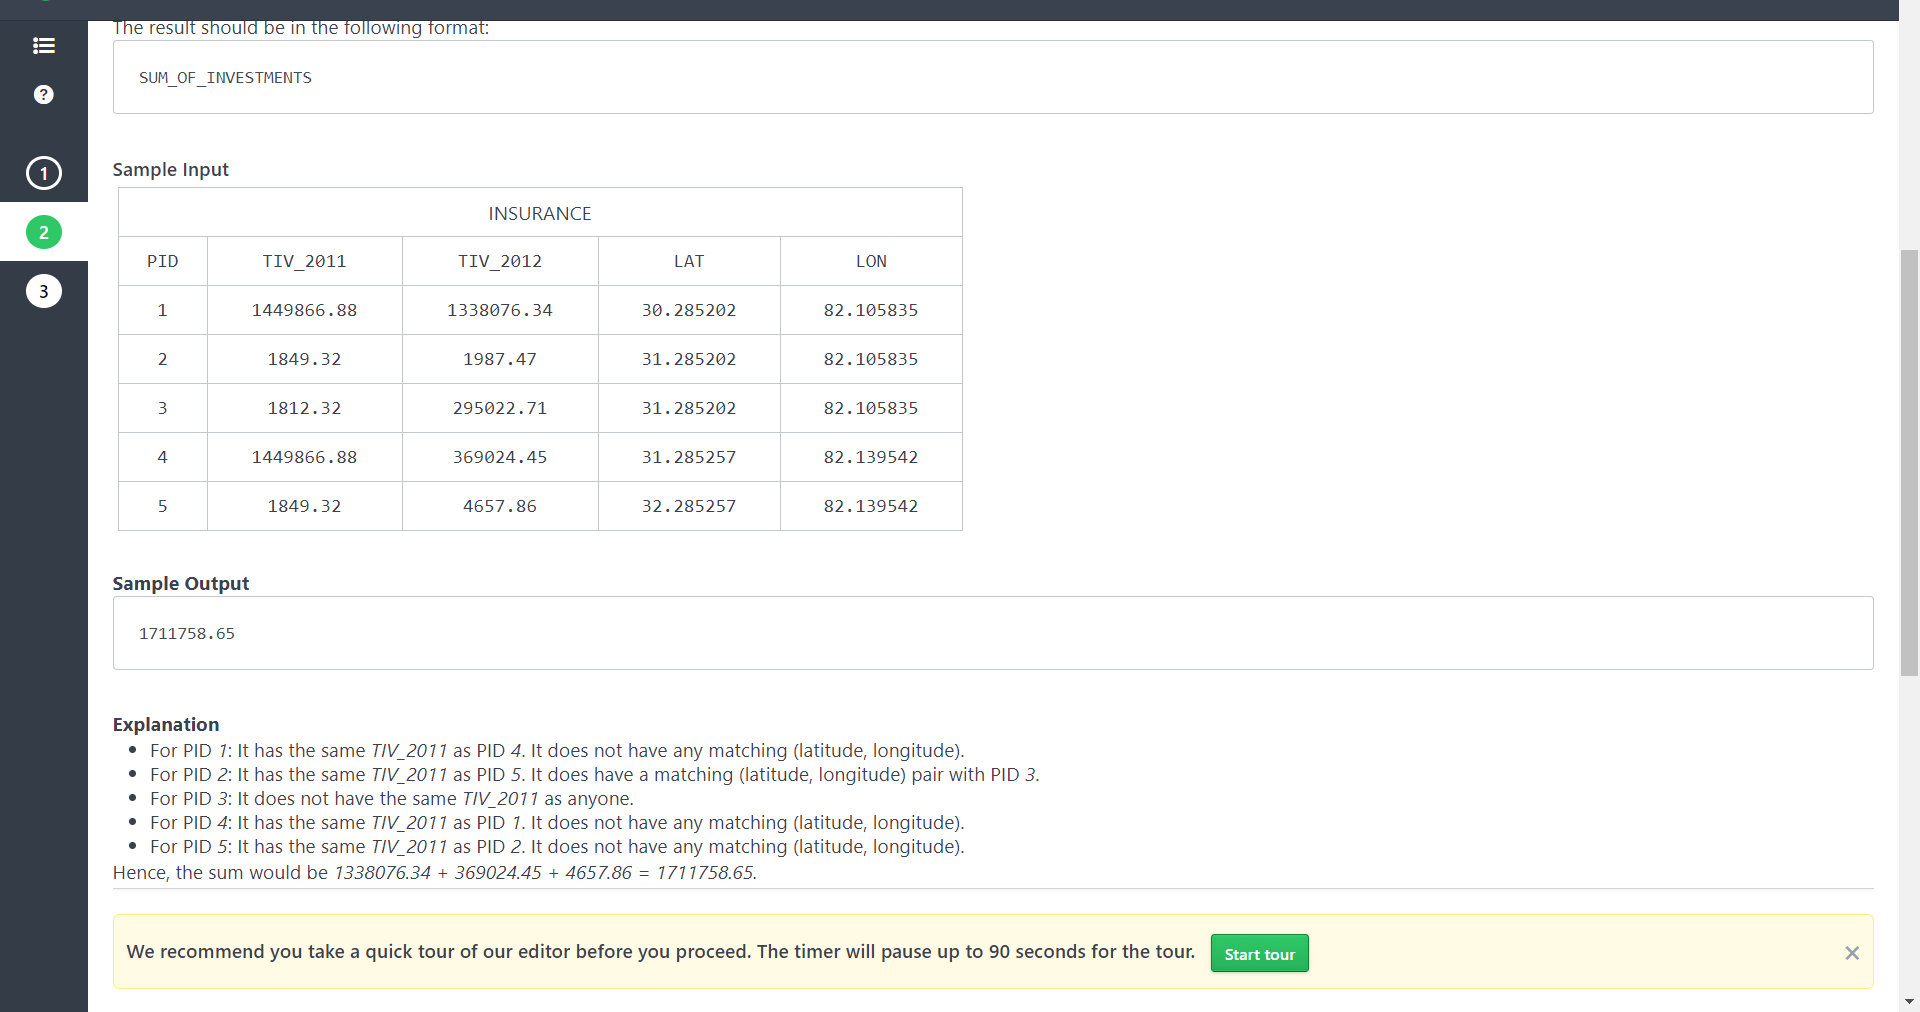 The result should be in the following format:
SUM_OF_INVESTMENTS
?
1
2
3
Sample Input
INSURANCE
PID TIV_2011 TIV_2012 LAT LON
1 1449866.88 1338076.34 30.285202 82.105835
2 1849.32 1987.47 31.285202 82.105835
3 1812.32 295022.71 31.285202 82.105835
4 1449866.88 369024.45 31.285257 82.139542
5 1849.32 4657.86 32.285257 82.139542
Sample Output
1711758.65
Explanation
• For PID 1: It has the same TIV_2011 as PID 4. It does not have any matching (latitude, longitude).
• For PID 2: It has the same TIV_2011 as PID 5. It does have a matching (latitude, longitude) pair with PID 3.
• For PID 3: It does not have the same TIV_2011 as anyone.
• For PID 4: It has the same TIV_2011 as PID 1. It does not have any matching (latitude, longitude).
• For PID 5: It has the same TIV_2011 as PID 2. It does not have any matching (latitude, longitude).
Hence, the sum would be 1338076.34 + 369024.45 + 4657.86 = 1711758.65.
We recommend you take a quick tour of our editor before you proceed. The timer will pause up to 90 seconds for the tour. Start tour